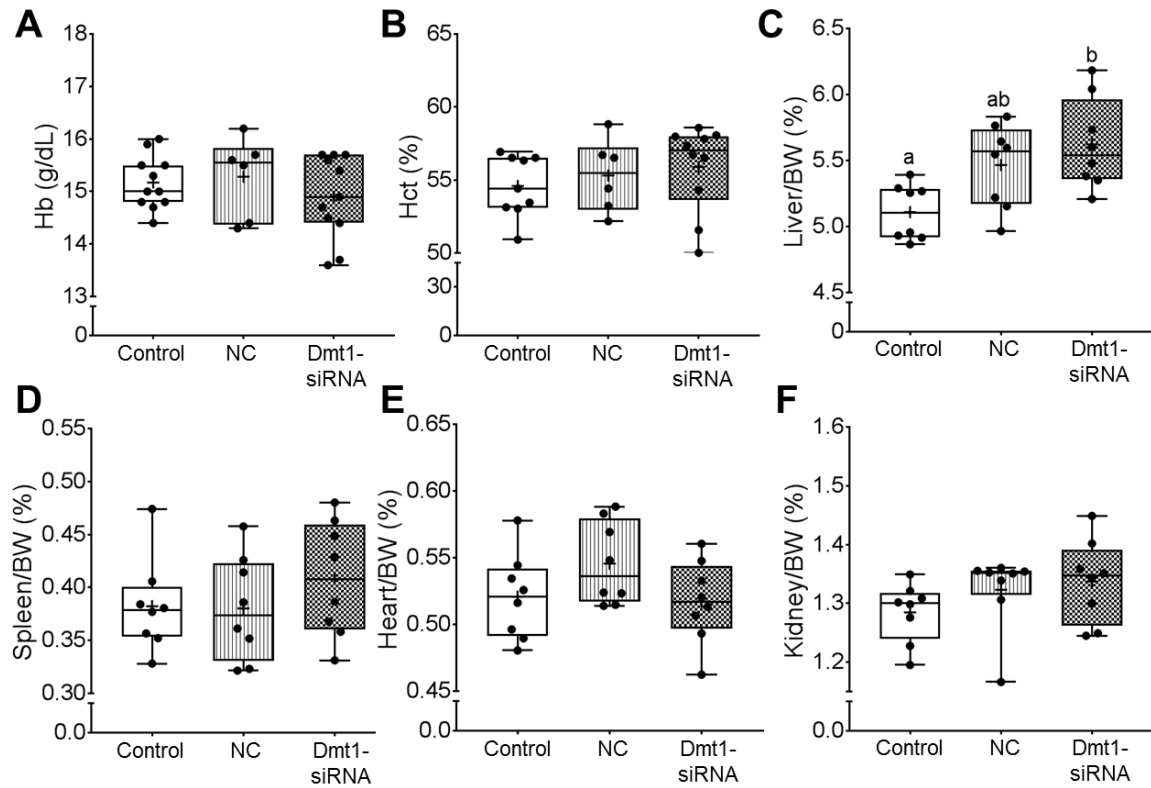 A
Hb (g/dL)
18
17
16
15
14
13
0
Control
NC
Dmt1-
siRNA
B
Hct (%)
65
60
55
50
30
0
Control
NC
Dmt1-
siRNA
C
Liver/BW (%)
6.5
6.0
5.5
5.0
4.5
0
a
ab
b
Control
NC
Dmt1-
siRNA
D
Spleen/BW (%)
0.55
0.50
0.45
0.40
0.35
0.30
0.0
Control
NC
Dmt1-
siRNA
E
Heart/BW (%)
0.65
0.60
0.55
0.50
0.45
0.0
Control
NC
Dmt1-
siRNA
F
Kidney/BW (%)
1.6
1.5
1.4
1.3
1.2
0.0
Control
NC
Dmt1-
siRNA